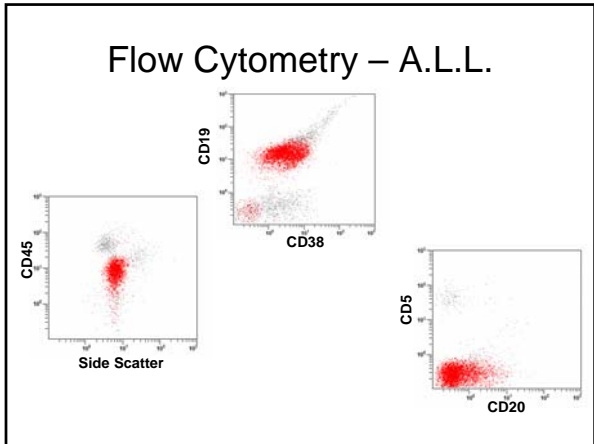 Flow Cytometry – A.L.L.
CD19
CD38
CD45
Side Scatter
CD5
CD20